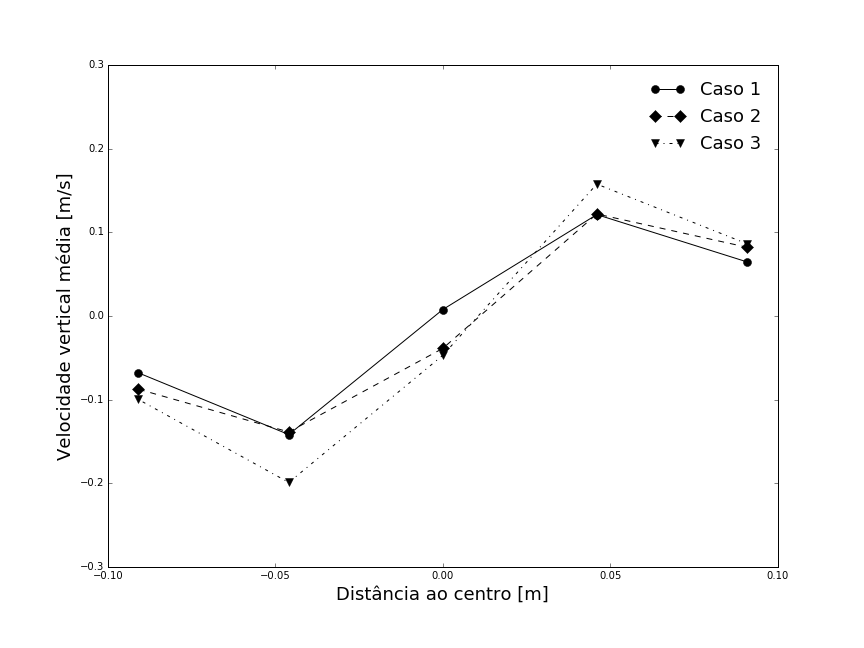 Caso 1
Caso 2
Caso 3
0.3
0.2
0.1
0.0
−0.1
−0.2
−0.3
Velocidade vertical média [m/s]
−0.10 −0.05 0.00 0.05 0.10
Distância ao centro [m]